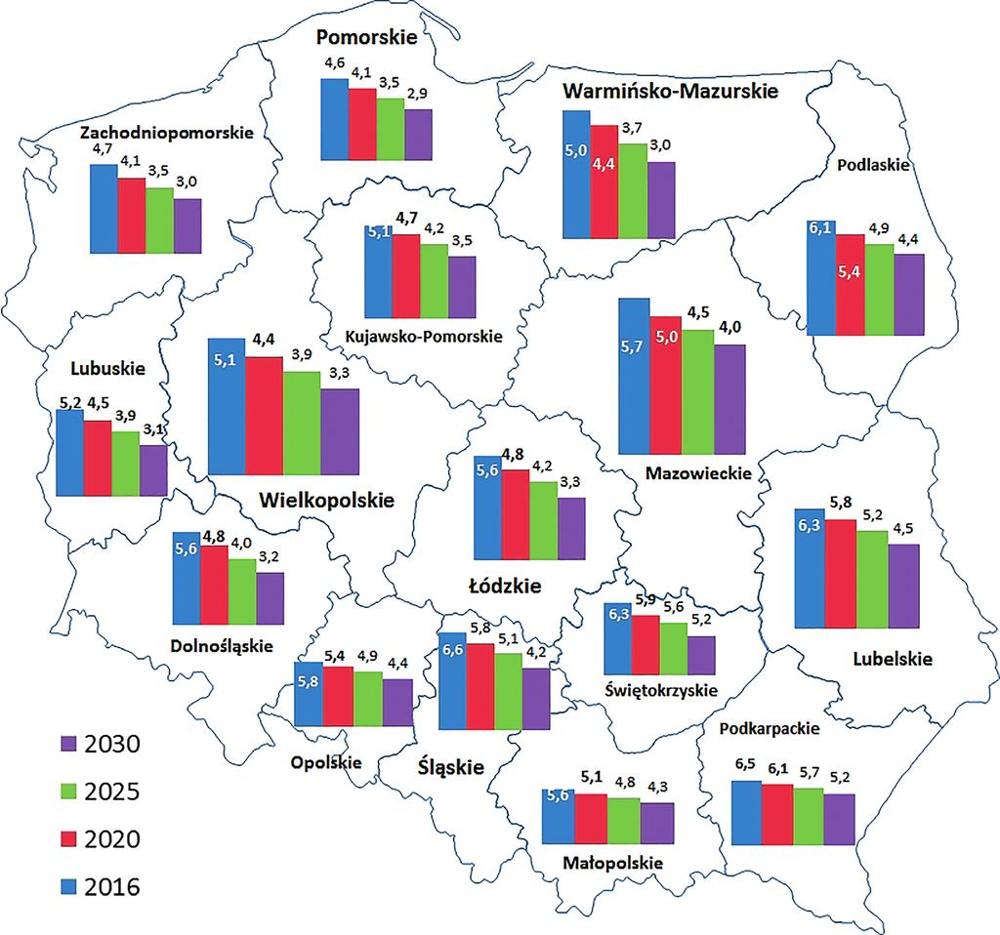 Pomorskie
4,6 4,1 3,5 2,9
Warmińsko-Mazurskie
5,0 4,4 3,7 3,0
Zachodniopomorskie
4,7 4,1 3,5 3,0
Podlaskie
6,1 5,4 4,9 4,4
5,1 4,7 4,2 3,5
Kujawsko-Pomorskie
5,7 5,0 4,5 4,0
Mazowieckie
Lubuskie
5,2 4,5 3,9 3,1
5,1 4,4 3,9 3,3
Wielkopolskie
5,6 4,8 4,2 3,3
Łódzkie
6,3 5,8 5,2 4,5
Lubelskie
5,6 4,8 4,0 3,2
Dolnośląskie
5,8 5,4 4,9 4,4
Opolskie
6,6 5,8 5,1 4,2
Śląskie
6,3 5,9 5,6 5,2
Świętokrzyskie
Podkarpackie
6,5 6,1 5,7 5,2
5,6 5,1 4,8 4,3
Małopolskie
2030
2025
2020
2016